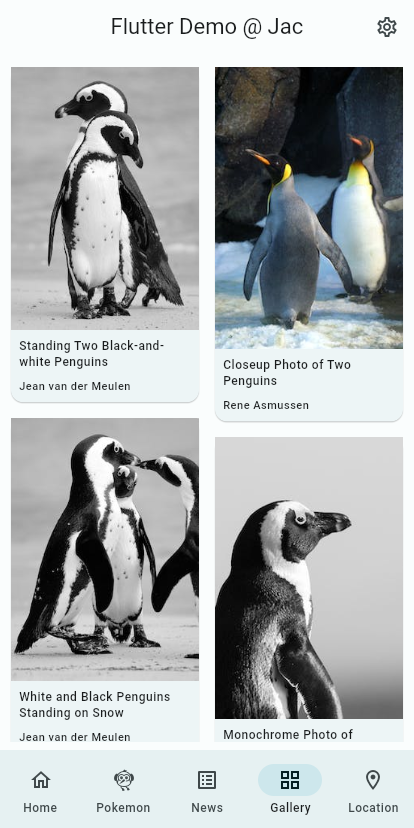 Flutter Demo @ Jac
Standing Two Black-and-
white Penguins
Jean van der Meulen
Closeup Photo of Two
Penguins
Rene Asmussen
White and Black Penguins
Standing on Snow
Jean van der Meulen
Monochrome Photo of
Home
Pokemon
News
Gallery
Location